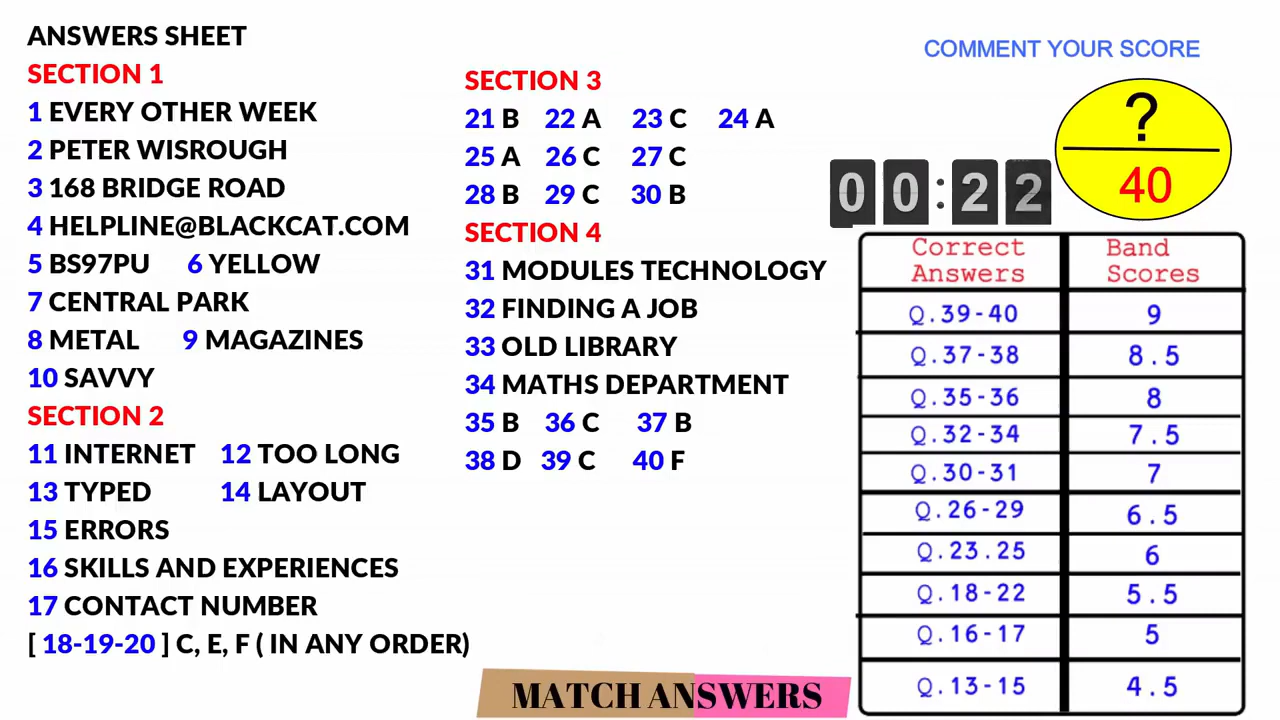 ANSWERS SHEET
SECTION 1
1 EVERY OTHER WEEK
2 PETER WISROUGH
3 168 BRIDGE ROAD
4 HELPLINE@BLACKCAT.COM
5 BS97PU 6 YELLOW
7 CENTRAL PARK
8 METAL 9 MAGAZINES
10 SAVVY
SECTION 2
11 INTERNET 12 TOO LONG
13 TYPED 14 LAYOUT
15 ERRORS
16 SKILLS AND EXPERIENCES
17 CONTACT NUMBER
[ 18-19-20 ] C, E, F ( IN ANY ORDER)
SECTION 3
21 B 22 A 23 C 24 A
25 A 26 C 27 C
28 B 29 C 30 B
SECTION 4
31 MODULES TECHNOLOGY
32 FINDING A JOB
33 OLD LIBRARY
34 MATHS DEPARTMENT
35 B 36 C 37 B
38 D 39 C 40 F
COMMENT YOUR SCORE
?
40
00:22
Correct Answers Band Scores
Q.39-40 9
Q.37-38 8.5
Q.35-36 8
Q.32-34 7.5
Q.30-31 7
Q.26-29 6.5
Q.23.25 6
Q.18-22 5.5
Q.16-17 5
Q.13-15 4.5
MATCH ANSWERS